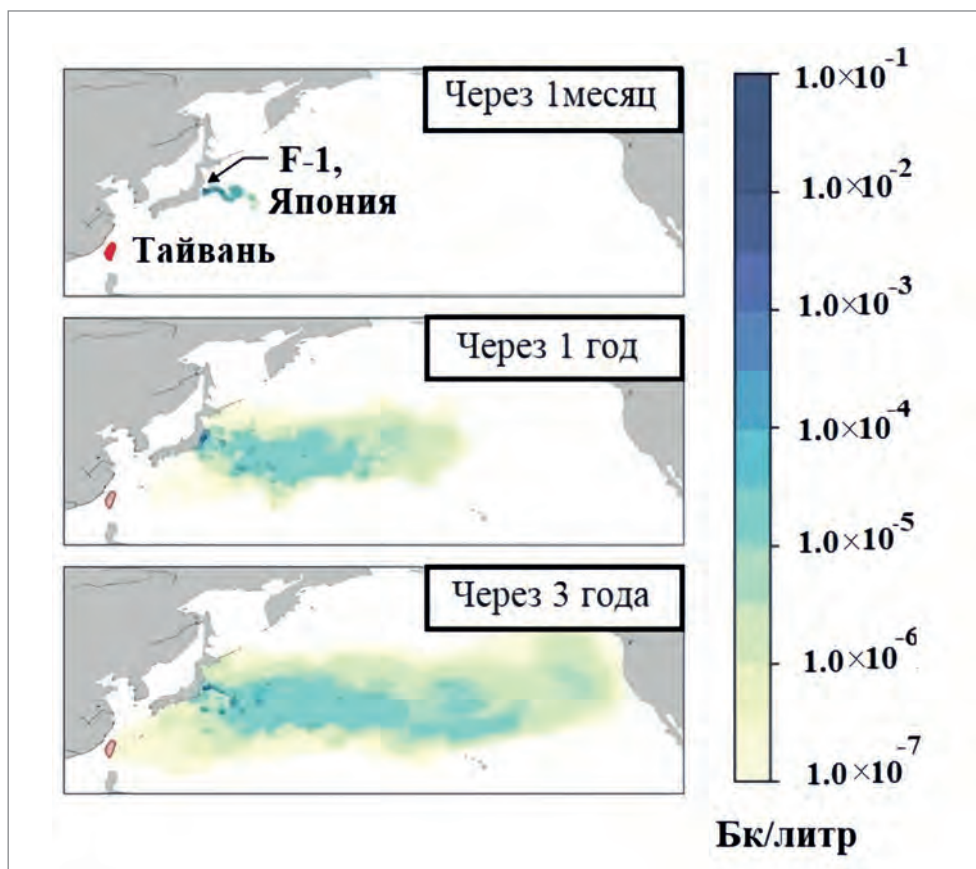 Через 1месяц
F-1,
Япония
Тайвань
Через 1 год
Через 3 года
1.0×10⁻¹
1.0×10⁻²
1.0×10⁻³
1.0×10⁻⁴
1.0×10⁻⁵
1.0×10⁻⁶
1.0×10⁻⁷
Бк/литр